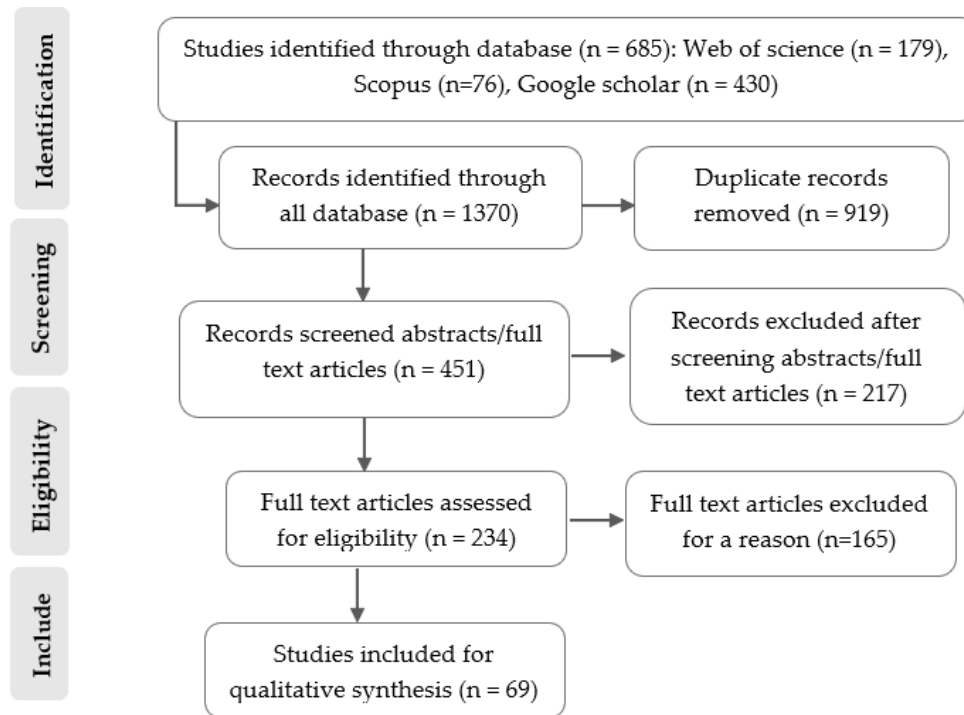 Identification
Studies identified through database (n = 685): Web of science (n = 179),
Scopus (n=76), Google scholar (n = 430)
Records identified through
all database (n = 1370)
Duplicate records
removed (n = 919)
Screening
Records screened abstracts/full
text articles (n = 451)
Records excluded after
screening abstracts/full
text articles (n = 217)
Eligibility
Full text articles assessed
for eligibility (n = 234)
Full text articles excluded
for a reason (n=165)
Include
Studies included for
qualitative synthesis (n = 69)